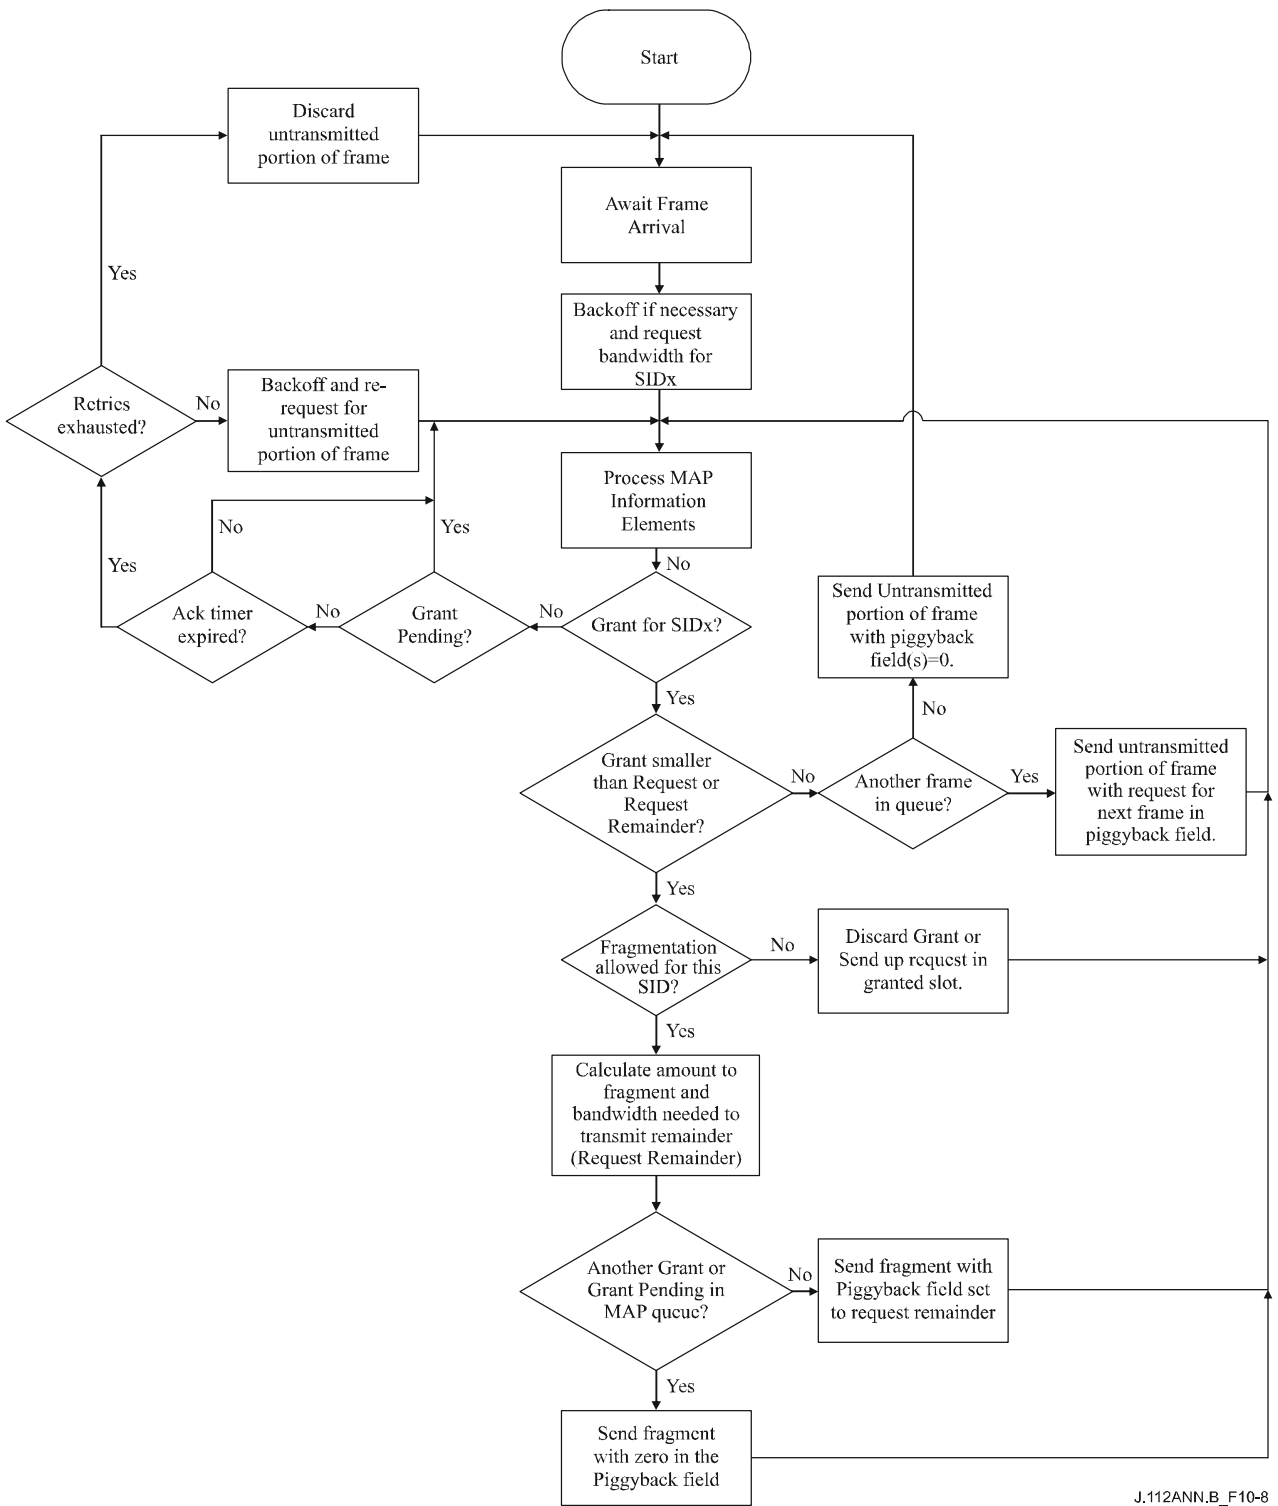 Start
Discard
untransmitted
portion of frame
Await Frame
Arrival
Yes
Backoff if necessary
and request
bandwidth for
SIDx
Retries
exhausted?
No
Backoff and re-
request for
untransmitted
portion of frame
Process MAP
Information
Elements
No
Yes
Yes
No
Ack timer
expired?
No
Grant
Pending?
No
Grant for SIDx?
Send Untransmitted
portion of frame
with piggyback
field(s)=0.
Yes
No
Grant smaller
than Request or
Request
Remainder?
No
Another frame
in queue?
Yes
Send untransmitted
portion of frame
with request for
next frame in
piggyback field.
Yes
Fragmentation
allowed for this
SID?
No
Discard Grant or
Send up request in
granted slot.
Yes
Calculate amount to
fragment and
bandwidth needed to
transmit remainder
(Request Remainder)
Another Grant or
Grant Pending in
MAP queue?
No
Send fragment with
Piggyback field set
to request remainder
Yes
Send fragment
with zero in the
Piggyback field
J.112ANN.B_F10-8